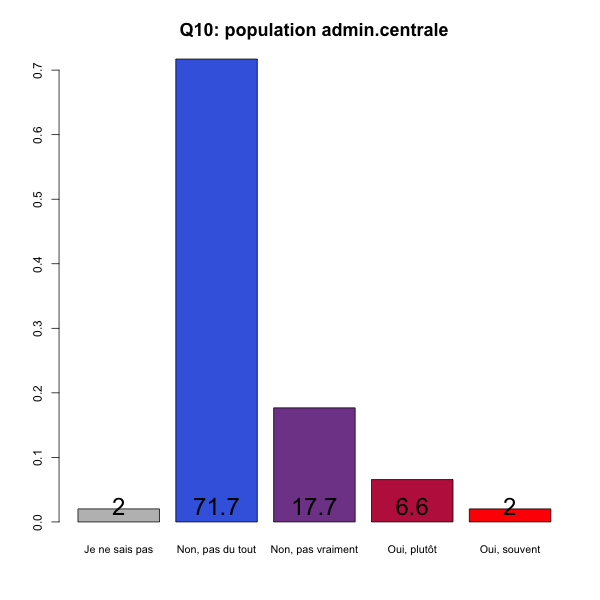 Q10: population admin.centrale
0.7
0.6
0.5
0.4
0.3
0.2
0.1
0.0
2
71.7
17.7
6.6
2
Je ne sais pas
Non, pas du tout
Non, pas vraiment
Oui, plutôt
Oui, souvent